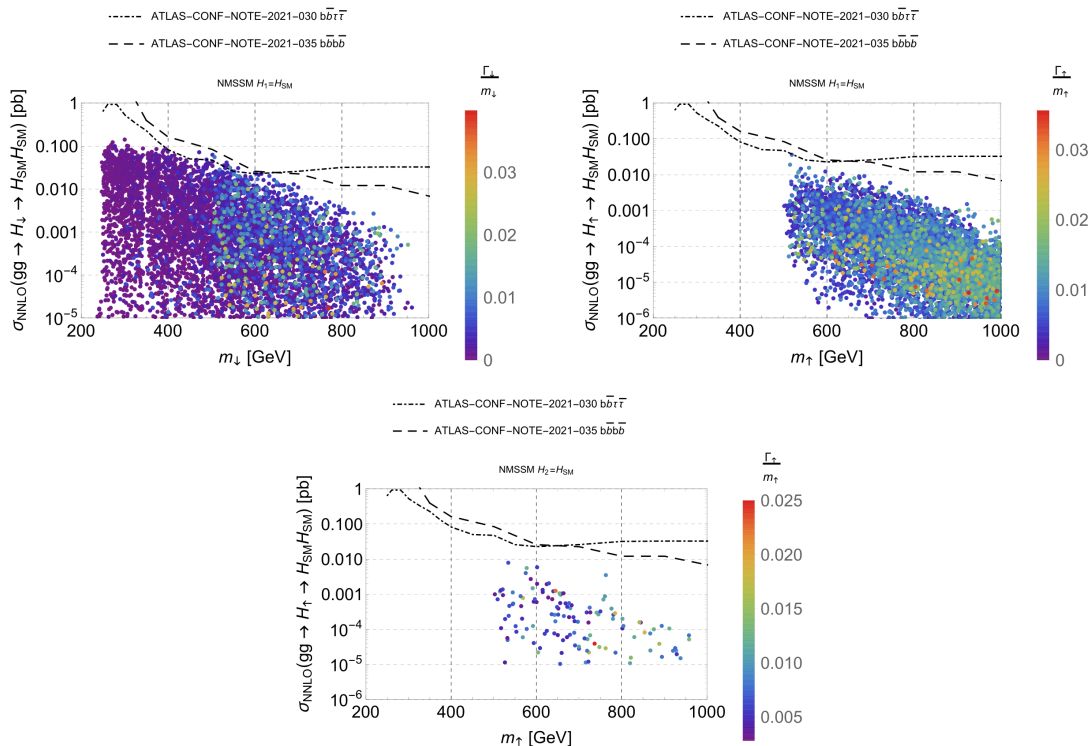 ATLAS−CONF−NOTE−2021−030 bb̅ττ̅
ATLAS−CONF−NOTE−2021−035 bb̅bb̅
NMSSM H₁=H_SM
Γ↓
m↓
σ_NNLO(gg → H↓ → H_SM H_SM) [pb]
1
0.100
0.010
0.001
10⁻⁴
10⁻⁵
200 400 600 800 1000
m↓ [GeV]
0.03
0.02
0.01
0
ATLAS−CONF−NOTE−2021−030 bb̅ττ̅
ATLAS−CONF−NOTE−2021−035 bb̅bb̅
NMSSM H₁=H_SM
Γ↑
m↑
σ_NNLO(gg → H↑ → H_SM H_SM) [pb]
1
0.100
0.010
0.001
10⁻⁴
10⁻⁵
10⁻⁶
200 400 600 800 1000
m↑ [GeV]
0.03
0.02
0.01
0
ATLAS−CONF−NOTE−2021−030 bb̅ττ̅
ATLAS−CONF−NOTE−2021−035 bb̅bb̅
NMSSM H₂=H_SM
Γ↑
m↑
σ_NNLO(gg → H↑ → H_SM H_SM) [pb]
1
0.100
0.010
0.001
10⁻⁴
10⁻⁵
10⁻⁶
200 400 600 800 1000
m↑ [GeV]
0.025
0.020
0.015
0.010
0.005